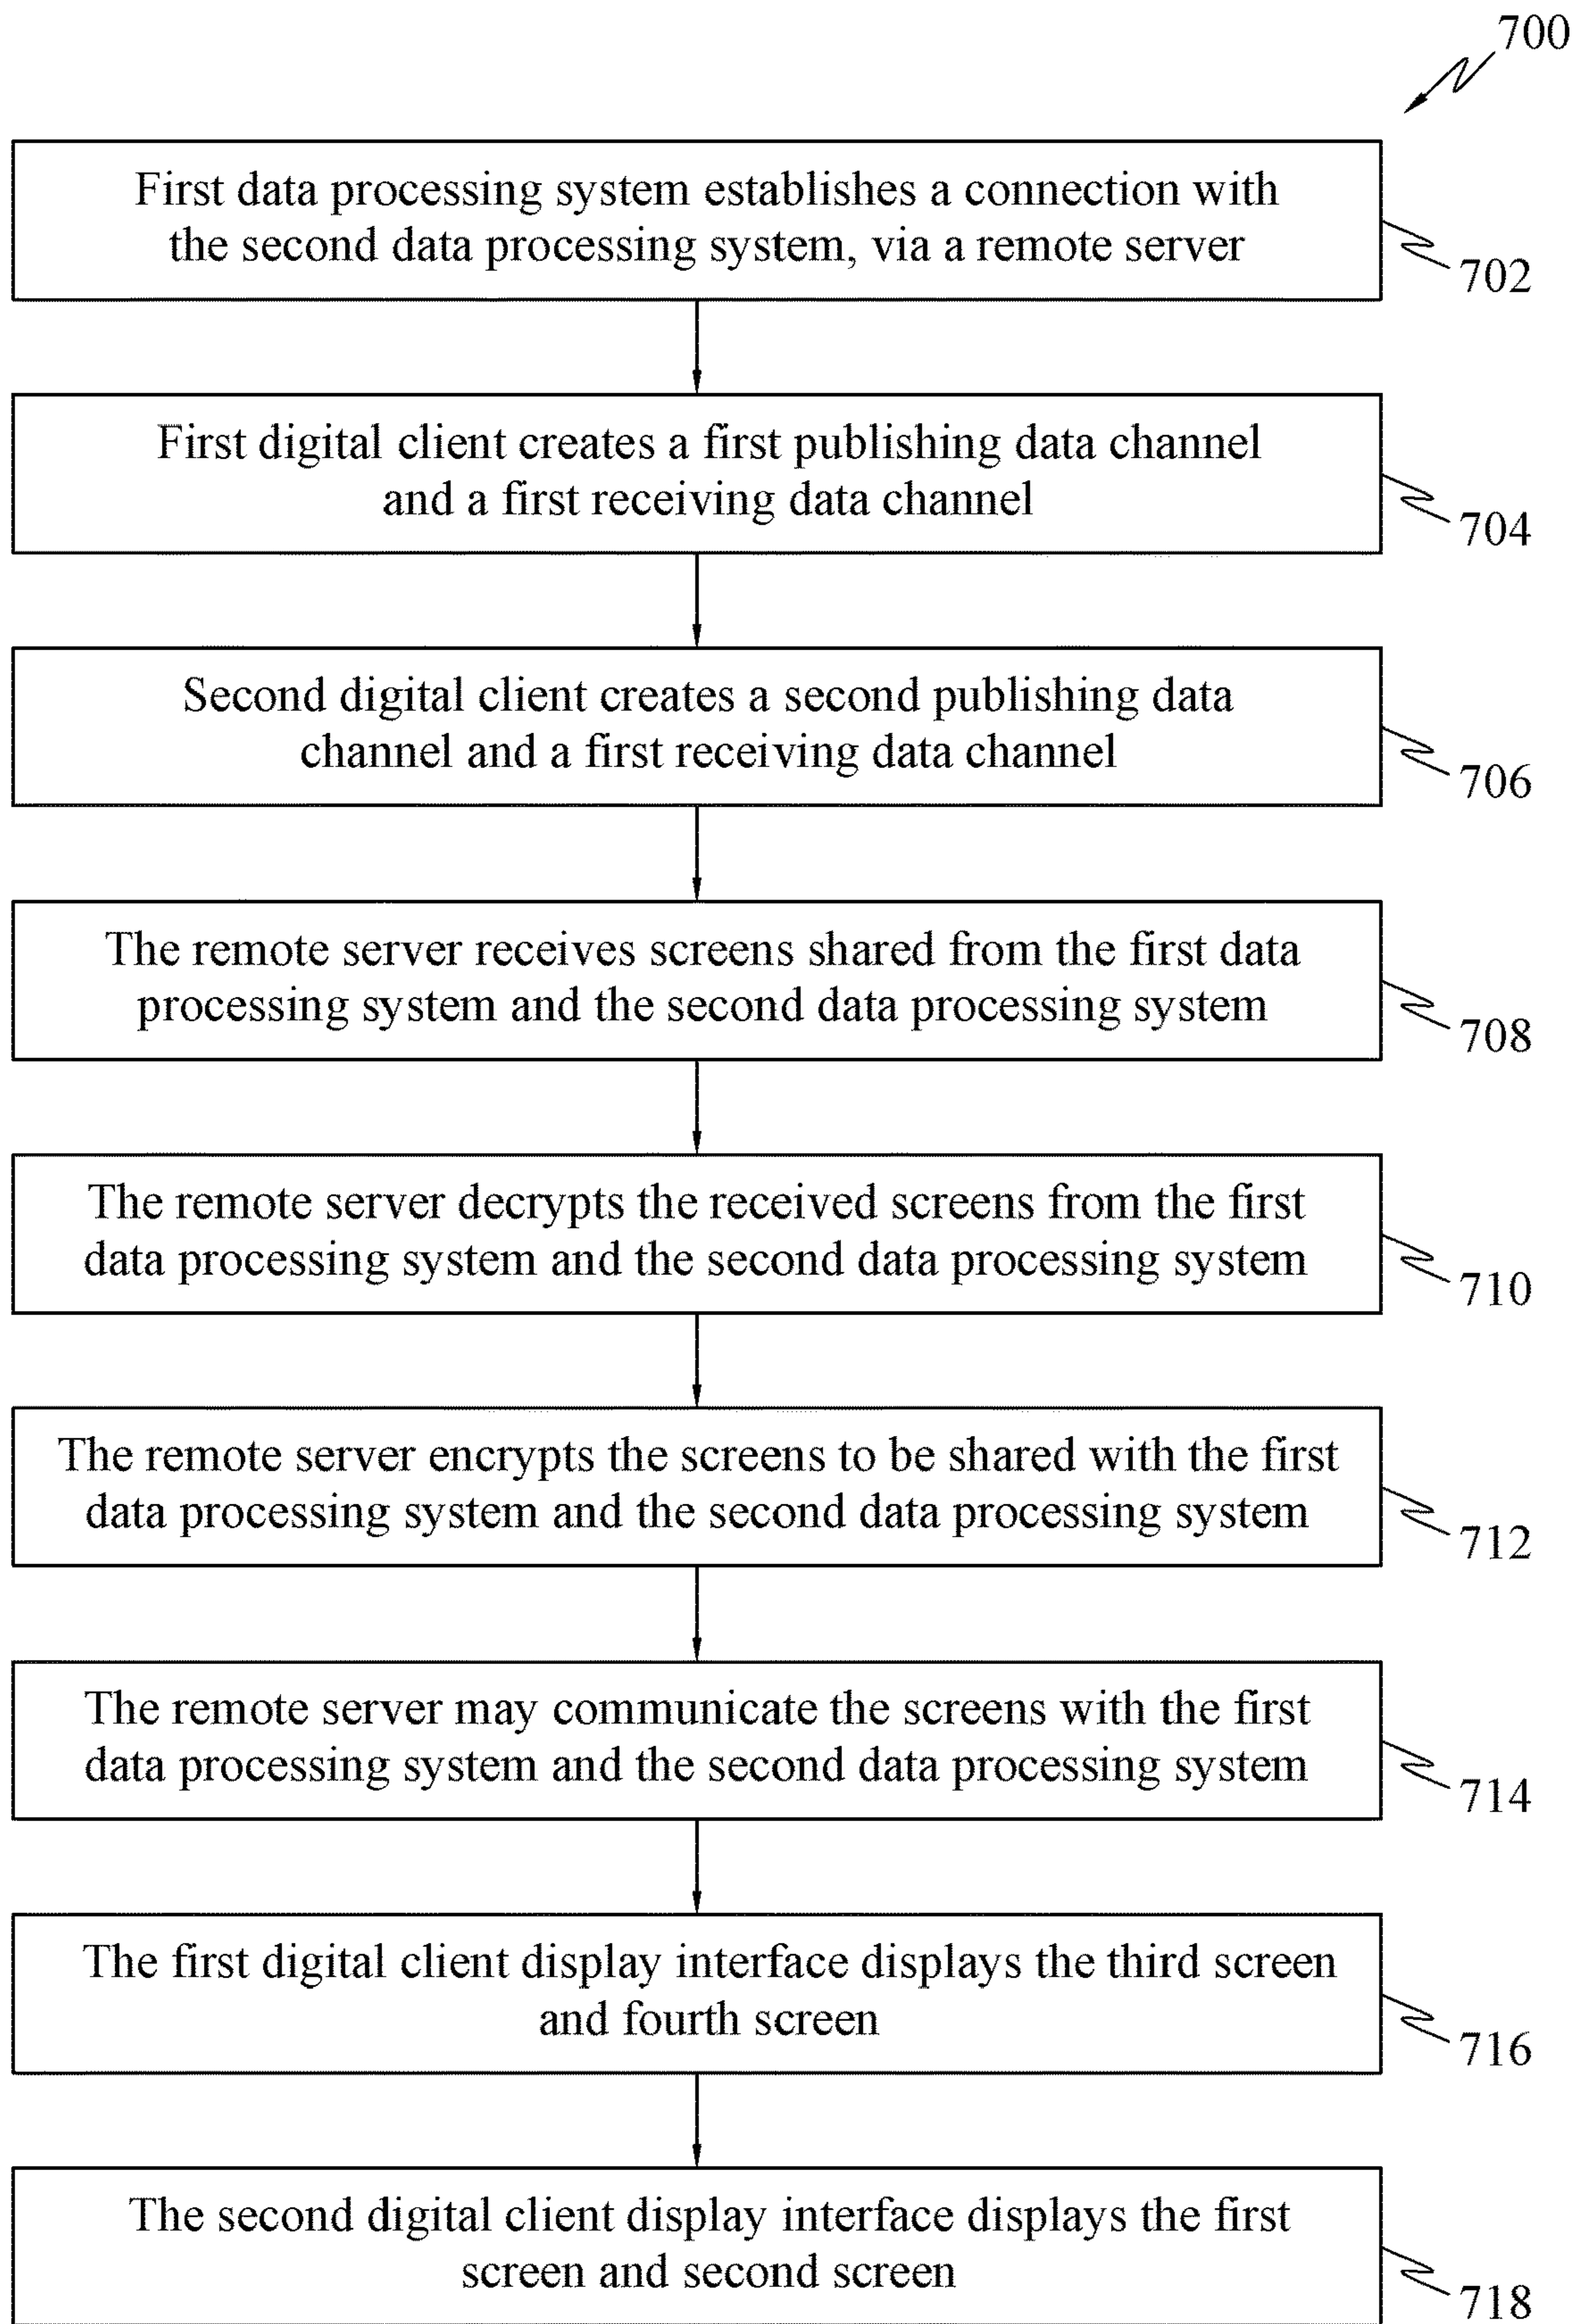 700
First data processing system establishes a connection with
the second data processing system, via a remote server
702
First digital client creates a first publishing data channel
and a first receiving data channel
704
Second digital client creates a second publishing data
channel and a first receiving data channel
706
The remote server receives screens shared from the first data
processing system and the second data processing system
708
The remote server decrypts the received screens from the first
data processing system and the second data processing system
710
The remote server encrypts the screens to be shared with the first
data processing system and the second data processing system
712
The remote server may communicate the screens with the first
data processing system and the second data processing system
714
The first digital client display interface displays the third screen
and fourth screen
716
The second digital client display interface displays the first
screen and second screen
718